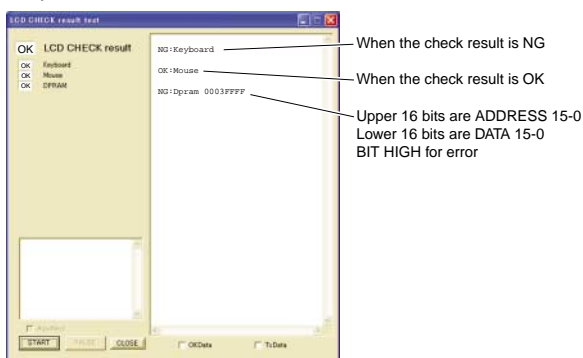 LCD CHECK result test
OK LCD CHECK result
OK Keyboard
OK Mouse
OK DPRAM
NG:Keyboard
OK:Mouse
NG:Dpram 0003FFFF
When the check result is NG
When the check result is OK
Upper 16 bits are ADDRESS 15-0
Lower 16 bits are DATA 15-0
BIT HIGH for error
START PAUSE CLOSE
OKData
TxData